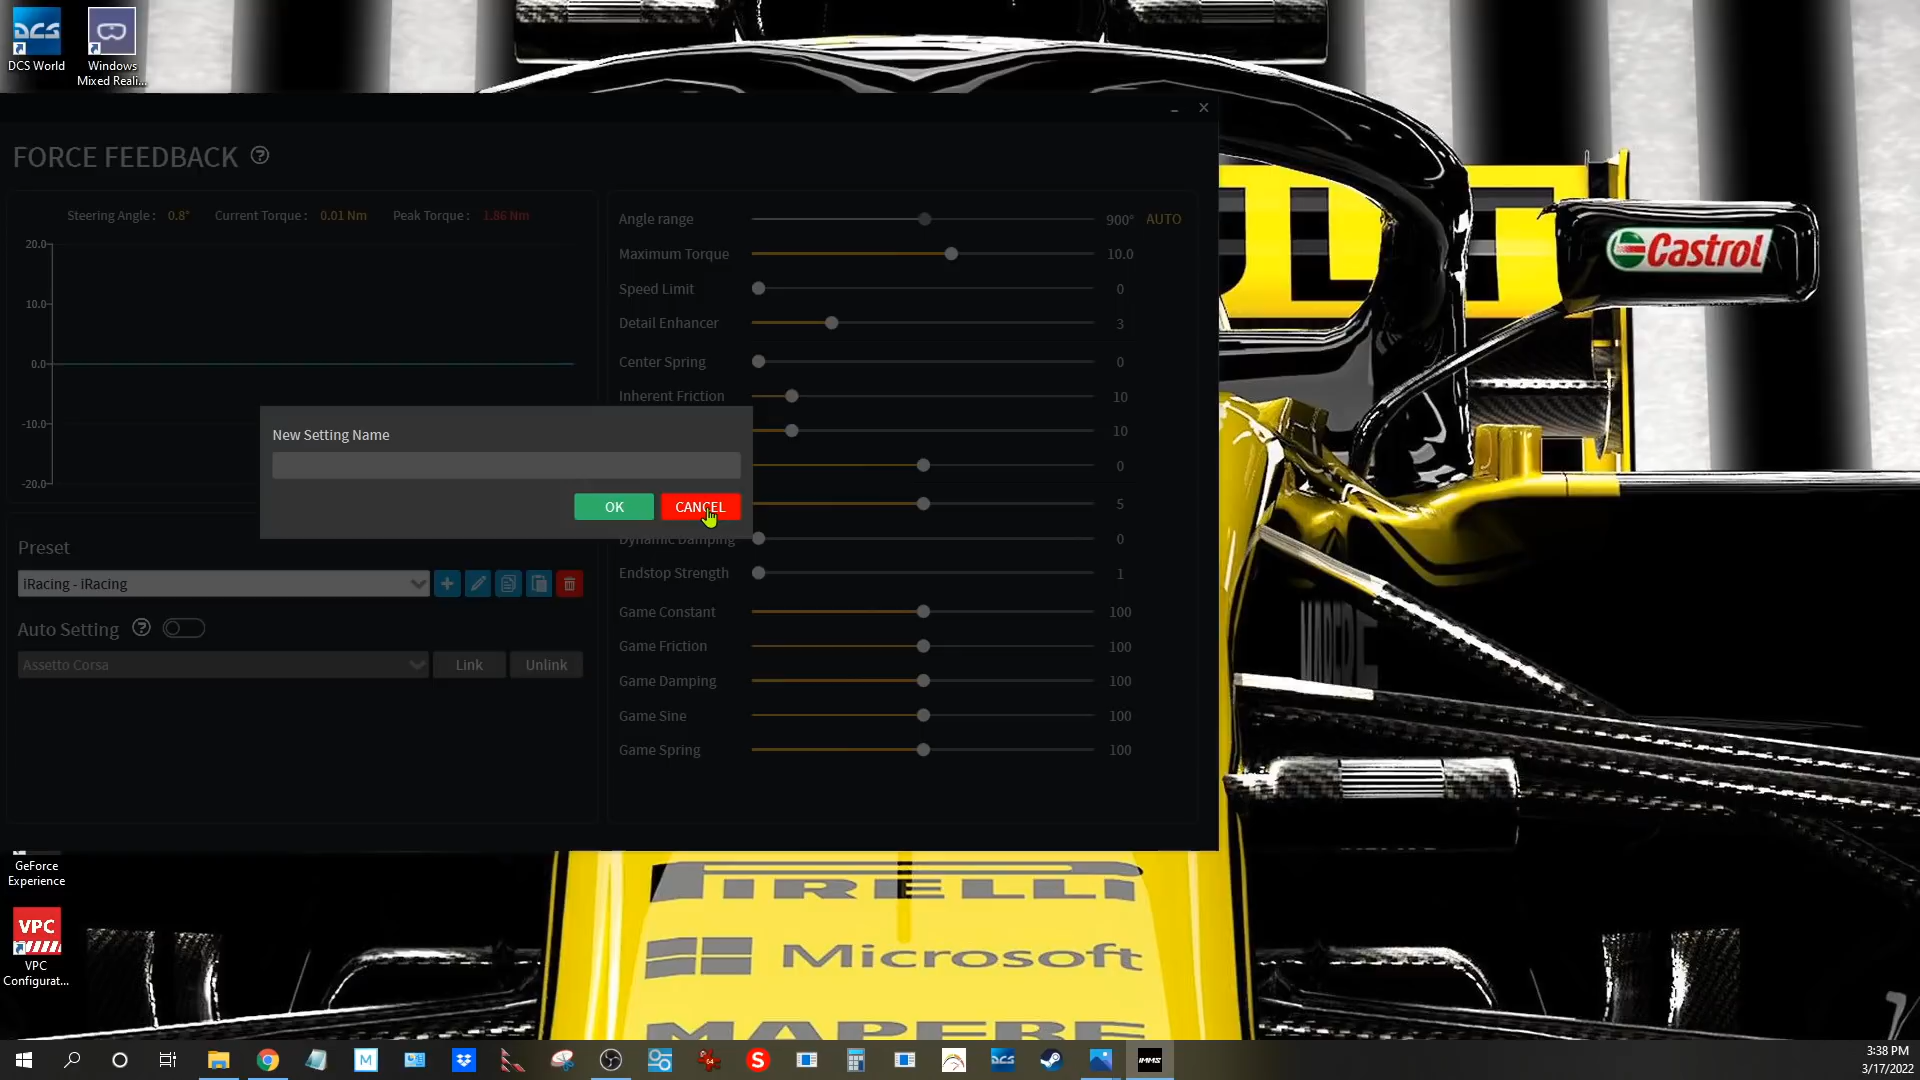 DCS World
Windows
Mixed Reali...
FORCE FEEDBACK
Steering Angle : 0.8° Current Torque : 0.01 Nm Peak Torque : 1.86 Nm
20.0
10.0
0.0
-10.0
-20.0
Angle range 900° AUTO
Maximum Torque 10.0
Speed Limit 0
Detail Enhancer 3
Center Spring 0
Inherent Friction 10
10
0
5
Dynamic Damping 0
Endstop Strength 1
Game Constant 100
Game Friction 100
Game Damping 100
Game Sine 100
Game Spring 100
New Setting Name
OK CANCEL
Preset
iRacing - iRacing
Auto Setting
Assetto Corsa Link Unlink
Castrol
MAPEPE
GeForce
Experience
VPC
VPC
Configurat...
PIRELLI
Microsoft
MAPEPE
3:38 PM
3/17/2022